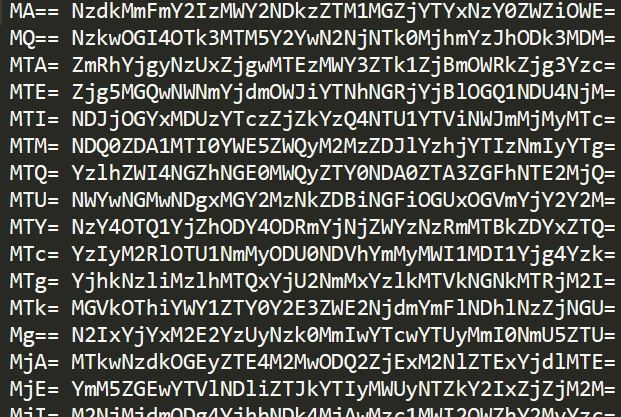 MA== NzdkMmFmY2IzMWY2NDkzZTM1MGZjYTYxNzY0ZWZiOWE=
MQ== NzkwOGI4OTk3MTM5Y2YwN2NjNTk0MjhmYzJhODk3MDM=
MTA= ZmRhYjgyNzUxZjgwMTEzMWY3ZTk1ZjBmOWRkZjg3Yzc=
MTE= Zjg5MGQwNWNmYjdmOWJiYTNhNGRjYjBlOGQ1NDU4NjM=
MTI= NDJjOGYxMDUzYTczZjZkYzQ4NTU1YTViNWJmMjMyMTc=
MTM= NDQ0ZDA1MTI0YWE5ZWQyM2MzZDJlYzhjYTIzNmIyYTg=
MTQ= YzlhZWI4NGZhNGE0MWQyZTY0NDA0ZTA3ZGFhNTE2MjQ=
MTU= NWYwNGMwNDgxMGY2MzNkZDBiNGFiOGUxOGVmYjY2Y2M=
MTY= NzY4OTQ1YjZhODY4ODRmYjNjZWYzNzRmMTBkZDYxZTQ=
MTc= YzIyM2RlOTU1NmMyODU0NDVhYmMyMWI1MDI1Yjg4Yzk=
MTg= YjhkNzliMzlhMTQxYjU2NmMxYzlkMTVkNGNkMTRjM2I=
MTk= MGVkOThiYWY1ZTY0Y2E3ZWE2NjdmYmFlNDhlNzZjNGU=
Mg== N2IxYjYxM2E2YzUyNzk0MmIwYTcwYTUyMmI0NmU5ZTU=
MjA= MTkwNzdkOGEyZTE4M2MwODQ2ZjExM2NlZTExYjdlMTE=
MjE= YmM5ZGEwYTVlNDliZTJkYTIyMWUyNTZkY2IxZjZjM2M=